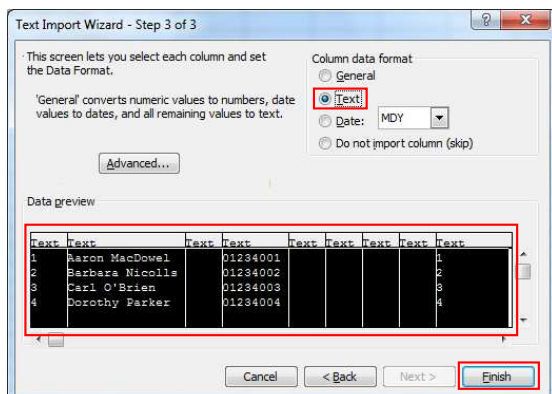 Text Import Wizard - Step 3 of 3
This screen lets you select each column and set
the Data Format.
'General' converts numeric values to numbers, date
values to dates, and all remaining values to text.
Advanced...
Column data format
General
Text
Date: MDY
Do not import column (skip)
Data preview
Text Text Text Text Text Text Text Text Text
1 Aaron MacDowel 01234001 1
2 Barbara Nicolls 01234002 2
3 Carl O'Brien 01234003 3
4 Dorothy Parker 01234004 4
Cancel < Back Next > Finish